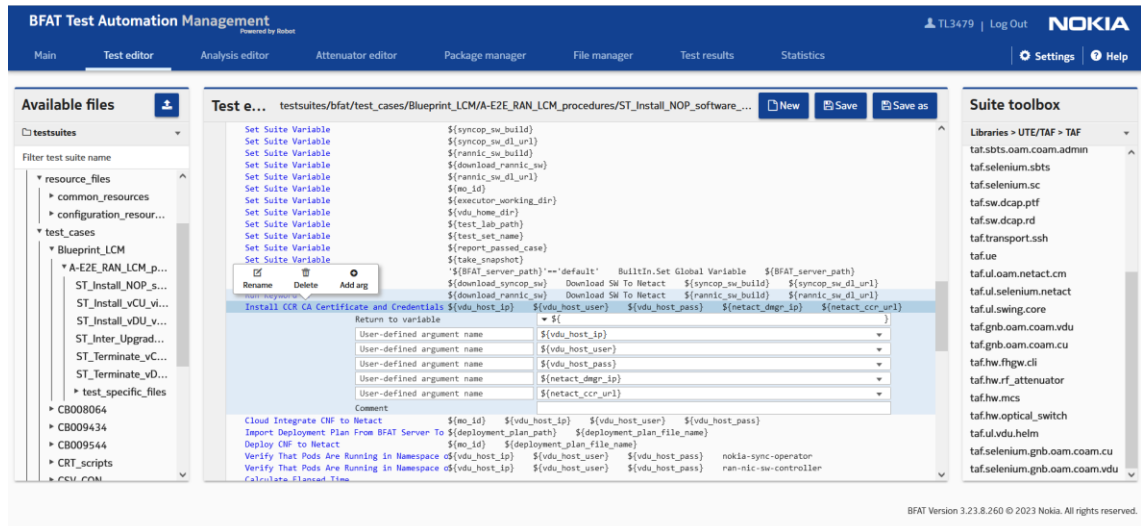 BFAT Test Automation Management
Powered by Robot
TL3479 | Log Out NOKIA
Main Test editor Analysis editor Attenuator editor Package manager File manager Test results Statistics Settings Help
Available files
testsuites
Filter test suite name
resource_files
common_resources
configuration_resour...
test_cases
Blueprint_LCM
A-E2E_RAN_LCM_p...
ST_Install_NOP_s...
ST_Install_vCU_vi...
ST_Install_vDU_v...
ST_Inter_Upgrad...
ST_Terminate_vC...
ST_Terminate_vD...
test_specific_files
CB008064
CB009434
CB009544
CRT_scripts
CSV_CON
Test e... testsuites/bfat/test_cases/Blueprint_LCM/A-E2E_RAN_LCM_procedures/ST_Install_NOP_software_... New Save Save as
Set Suite Variable ${syncop_sw_build}
Set Suite Variable ${syncop_sw_dl_url}
Set Suite Variable ${rannic_sw_build}
Set Suite Variable ${download_rannic_sw}
Set Suite Variable ${rannic_sw_dl_url}
Set Suite Variable ${mo_id}
Set Suite Variable ${executor_working_dir}
Set Suite Variable ${vdu_home_dir}
Set Suite Variable ${test_lab_path}
Set Suite Variable ${test_set_name}
Set Suite Variable ${report_passed_case}
Set Suite Variable ${take_snapshot}
'${BFAT_server_path}'=='default' BuiltIn.Set Global Variable ${BFAT_server_path}
${download_syncop_sw} Download SW To Netact ${syncop_sw_build} ${syncop_sw_dl_url}
Run Keyword ${download_rannic_sw} Download SW To Netact ${rannic_sw_build} ${rannic_sw_dl_url}
Rename Delete Add arg
Install CCR CA Certificate and Credentials ${vdu_host_ip} ${vdu_host_user} ${vdu_host_pass} ${netact_dmgr_ip} ${netact_ccr_url}
Return to variable ${ }
User-defined argument name ${vdu_host_ip}
User-defined argument name ${vdu_host_user}
User-defined argument name ${vdu_host_pass}
User-defined argument name ${netact_dmgr_ip}
User-defined argument name ${netact_ccr_url}
Comment
Cloud Integrate CNF to Netact ${mo_id} ${vdu_host_ip} ${vdu_host_user} ${vdu_host_pass}
Import Deployment Plan From BFAT Server To ${deployment_plan_path} ${deployment_plan_file_name}
Deploy CNF to Netact ${mo_id} ${deployment_plan_file_name}
Verify That Pods Are Running in Namespace o${vdu_host_ip} ${vdu_host_user} ${vdu_host_pass} nokia-sync-operator
Verify That Pods Are Running in Namespace o${vdu_host_ip} ${vdu_host_user} ${vdu_host_pass} ran-nic-sw-controller
Calculate Elapsed Time
Suite toolbox
Libraries > UTE/TAF > TAF
taf.sbts.oam.coam.admin
taf.selenium.sbts
taf.selenium.sc
taf.sw.dcap.ptf
taf.sw.dcap.rd
taf.transport.ssh
taf.ue
taf.ul.oam.netact.cm
taf.ul.selenium.netact
taf.ul.swing.core
taf.gnb.oam.coam.vdu
taf.gnb.oam.coam.cu
taf.hw.fhgw.cli
taf.hw.rf_attenuator
taf.hw.mcs
taf.hw.optical_switch
taf.ul.vdu.helm
taf.selenium.gnb.oam.coam.cu
taf.selenium.gnb.oam.coam.vdu
BFAT Version 3.23.8.260 © 2023 Nokia. All rights reserved.